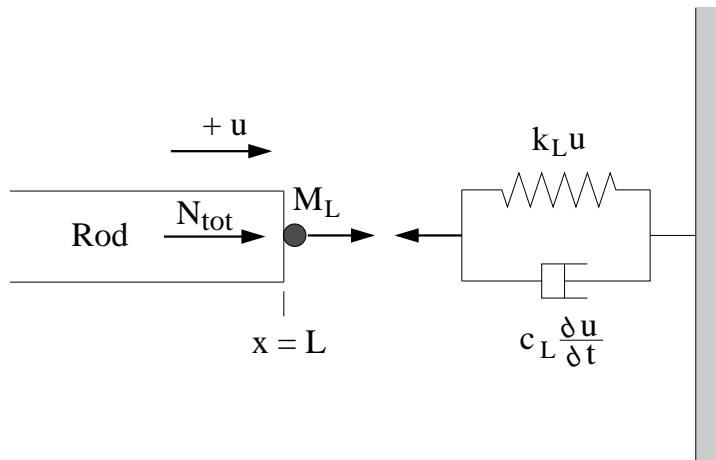 + u
k_L u
M_L
N_tot
Rod
x = L
c_L ∂u/∂t